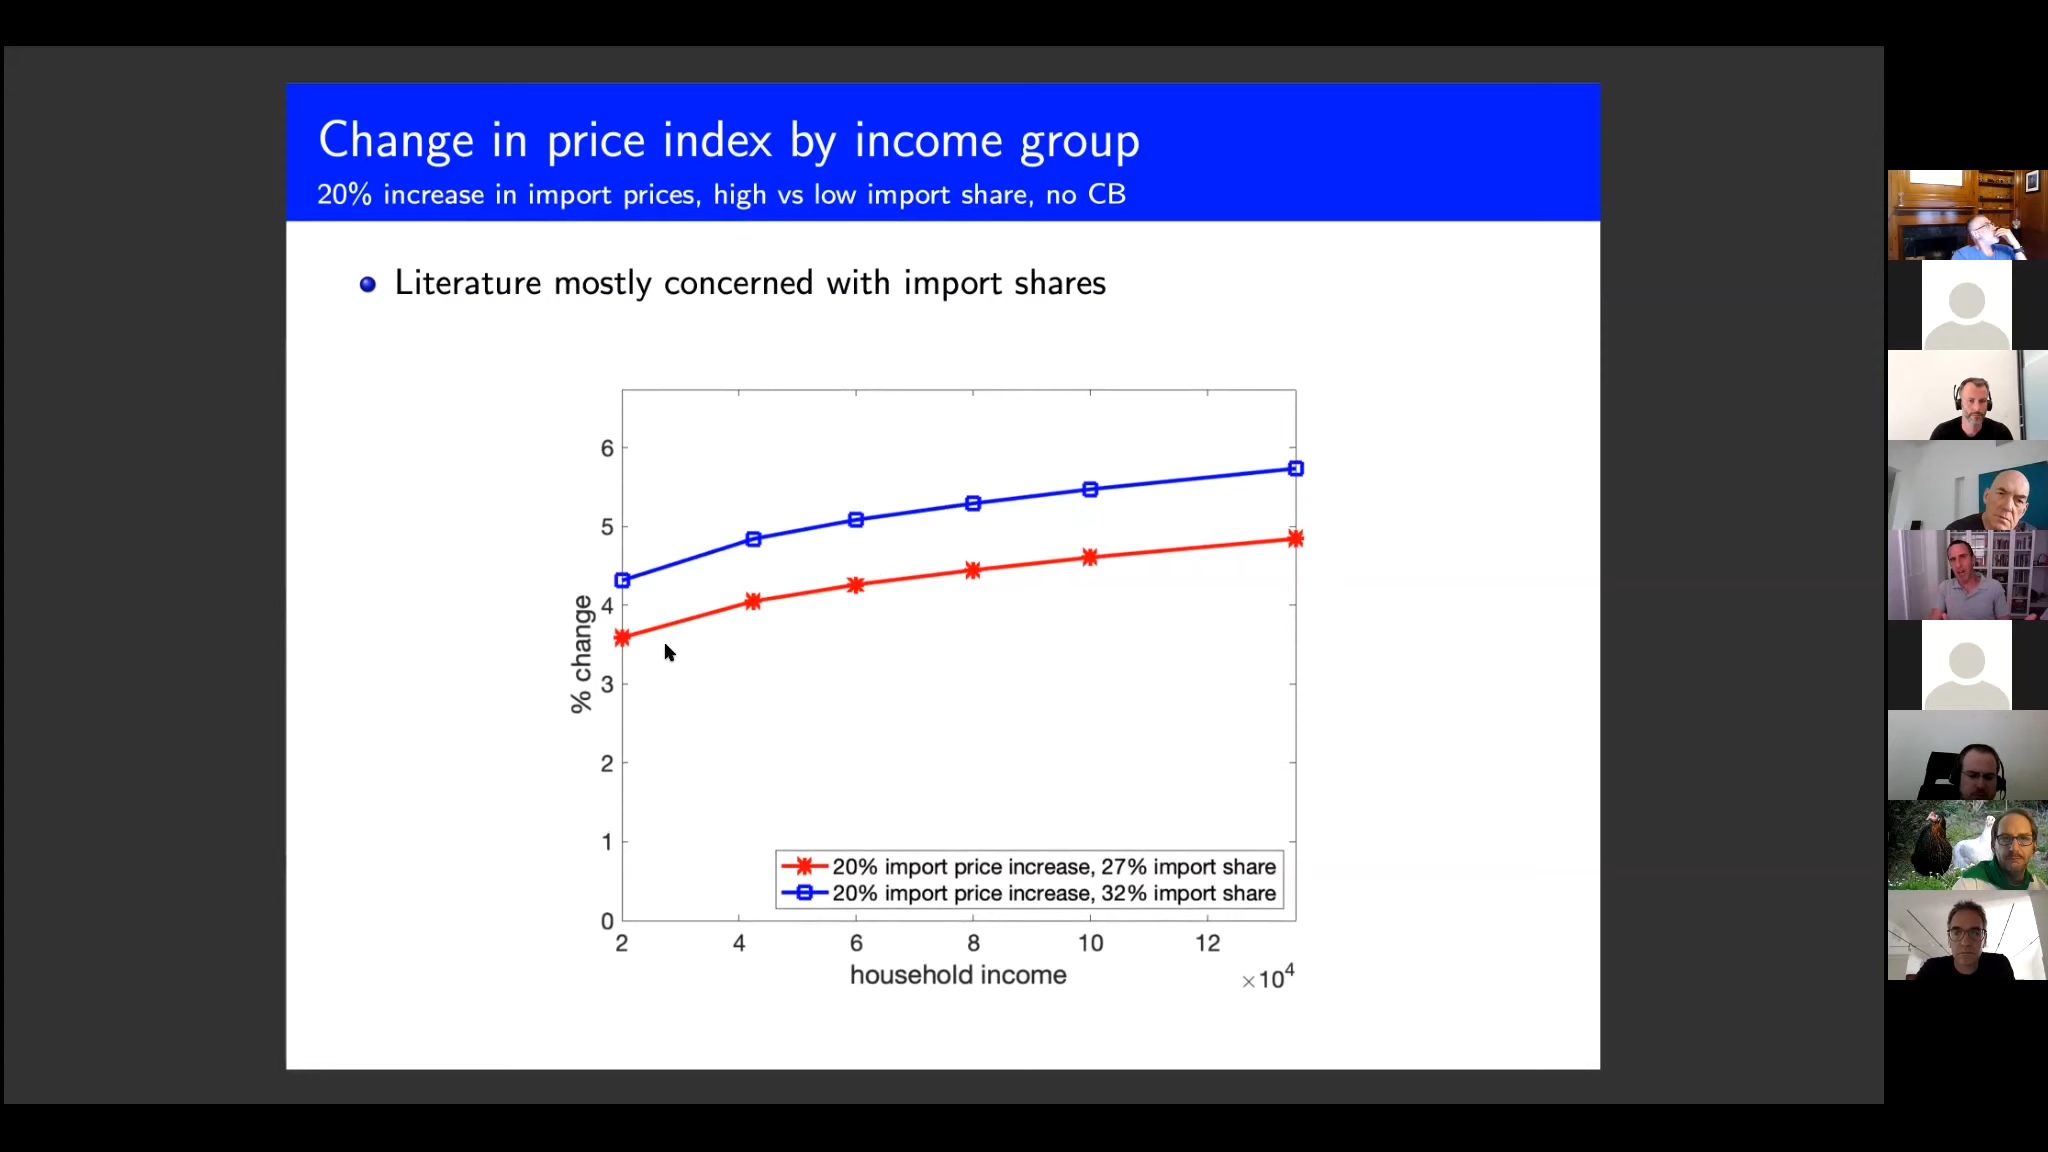 Change in price index by income group
20% increase in import prices, high vs low import share, no CB
Literature mostly concerned with import shares
6
5
4
3
2
1
0
% change
20% import price increase, 27% import share
20% import price increase, 32% import share
2 4 6 8 10 12
household income
×10⁴